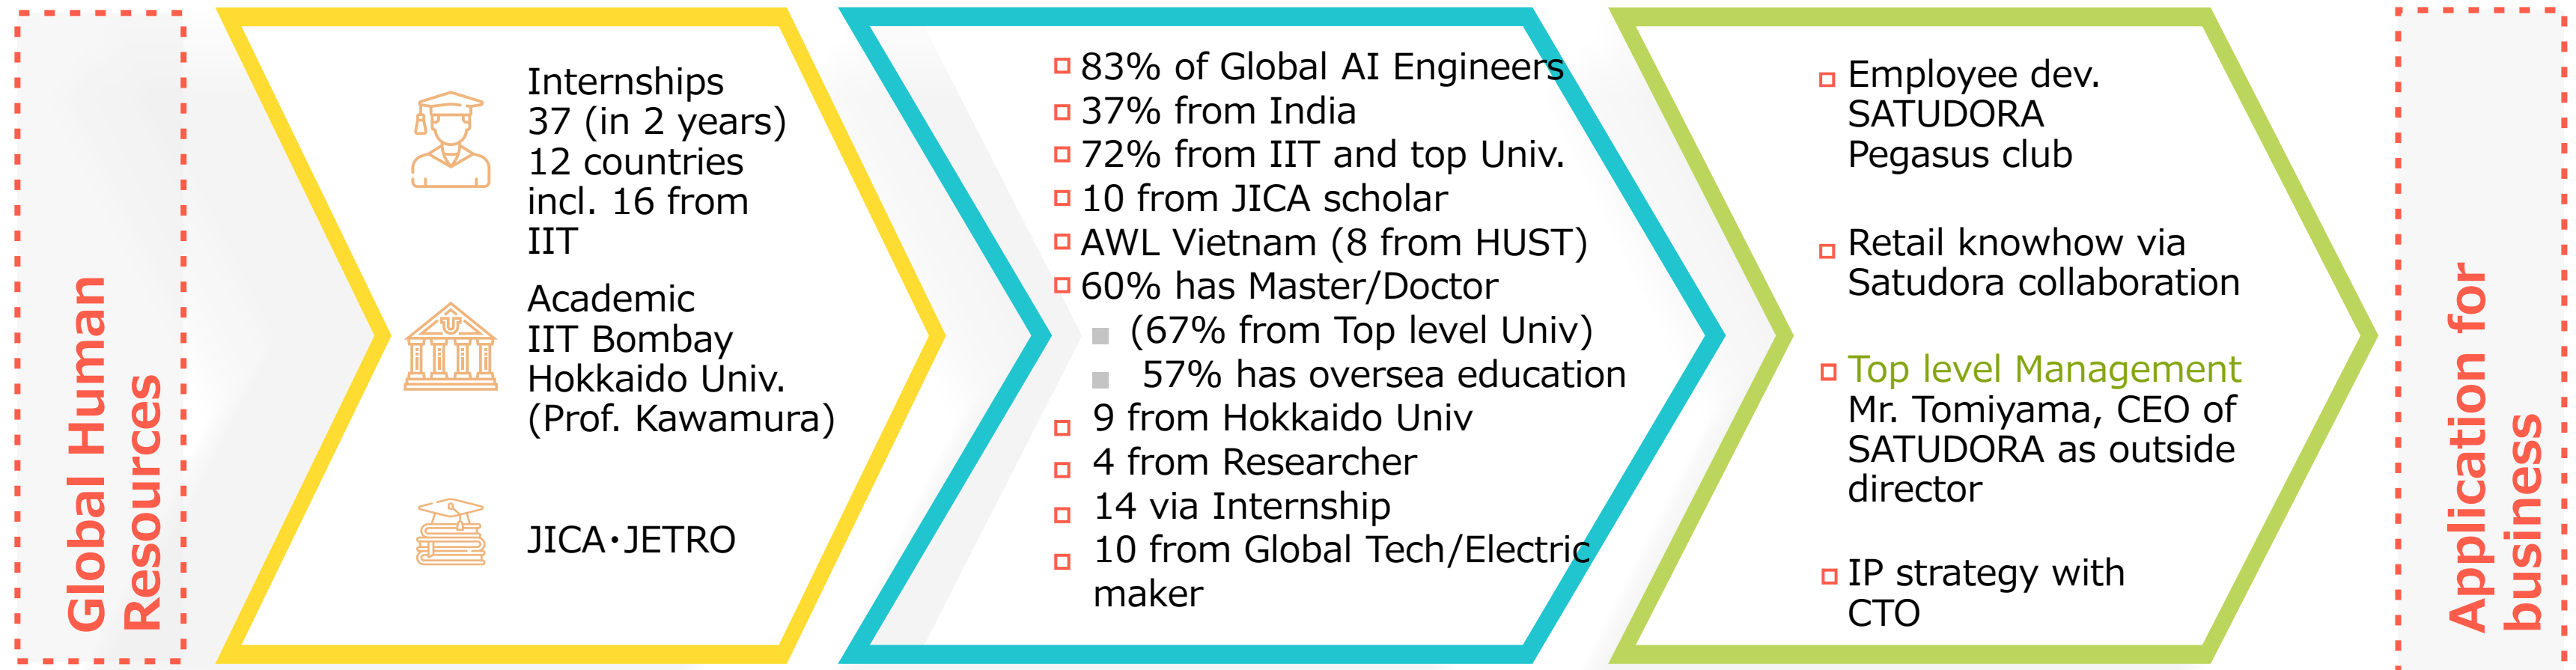 Global Human
Resources
Internships
37 (in 2 years)
12 countries
incl. 16 from
IIT
Academic
IIT Bombay
Hokkaido Univ.
(Prof. Kawamura)
JICA・JETRO
83% of Global AI Engineers
37% from India
72% from IIT and top Univ.
10 from JICA scholar
AWL Vietnam (8 from HUST)
60% has Master/Doctor
(67% from Top level Univ)
57% has oversea education
9 from Hokkaido Univ
4 from Researcher
14 via Internship
10 from Global Tech/Electric
maker
Employee dev.
SATUDORA
Pegasus club
Retail knowhow via
Satudora collaboration
Top level Management
Mr. Tomiyama, CEO of
SATUDORA as outside
director
IP strategy with
CTO
Application for
business